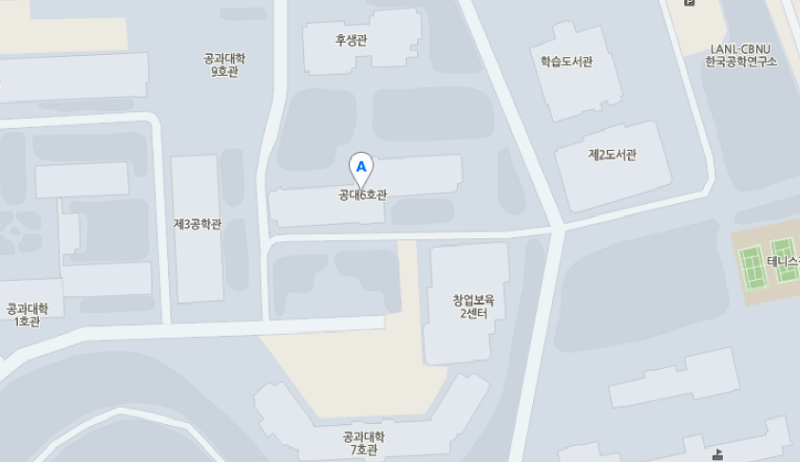 후생관
공과대학
9호관
학습도서관
LANL-CBNU
한국공학연구소
제2도서관
A
공대6호관
제3공학관
테니스
창업보육
2센터
공과대학
1호관
공과대학
7호관